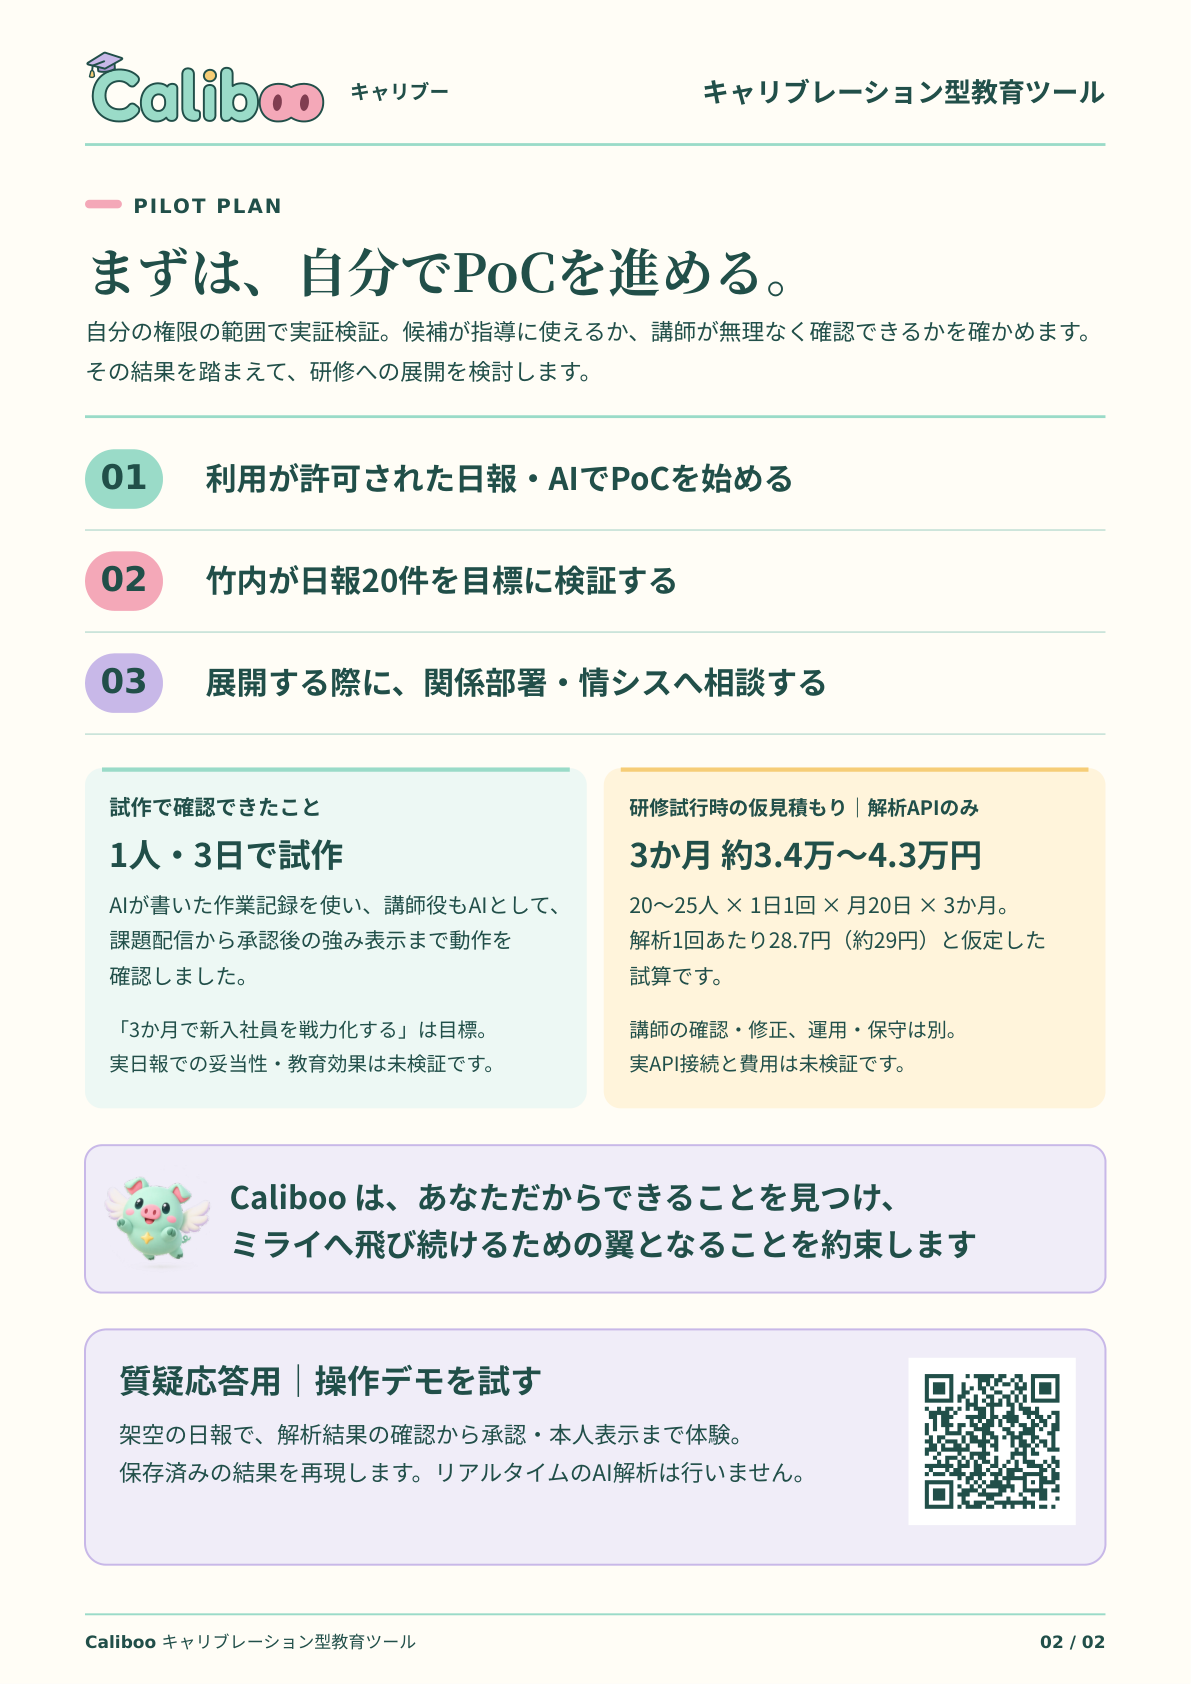 Caliboo
キャリブー
キャリブレーション型教育ツール
PILOT PLAN
まずは、自分でPoCを進める。
自分の権限の範囲で実証検証。候補が指導に使えるか、講師が無理なく確認できるかを確かめます。
その結果を踏まえて、研修への展開を検討します。
01 利用が許可された日報・AIでPoCを始める
02 竹内が日報20件を目標に検証する
03 展開する際に、関係部署・情シスへ相談する
試作で確認できたこと
1人・3日で試作
AIが書いた作業記録を使い、講師役もAIとして、
課題配信から承認後の強み表示まで動作を
確認しました。
「3か月で新入社員を戦力化する」は目標。
実日報での妥当性・教育効果は未検証です。
研修試行時の仮見積もり｜解析APIのみ
3か月 約3.4万〜4.3万円
20〜25人 × 1日1回 × 月20日 × 3か月。
解析1回あたり28.7円（約29円）と仮定した
試算です。
講師の確認・修正、運用・保守は別。
実API接続と費用は未検証です。
Caliboo は、あなただからできることを見つけ、
ミライへ飛び続けるための翼となることを約束します
質疑応答用｜操作デモを試す
架空の日報で、解析結果の確認から承認・本人表示まで体験。
保存済みの結果を再現します。リアルタイムのAI解析は行いません。
Caliboo キャリブレーション型教育ツール
02 / 02